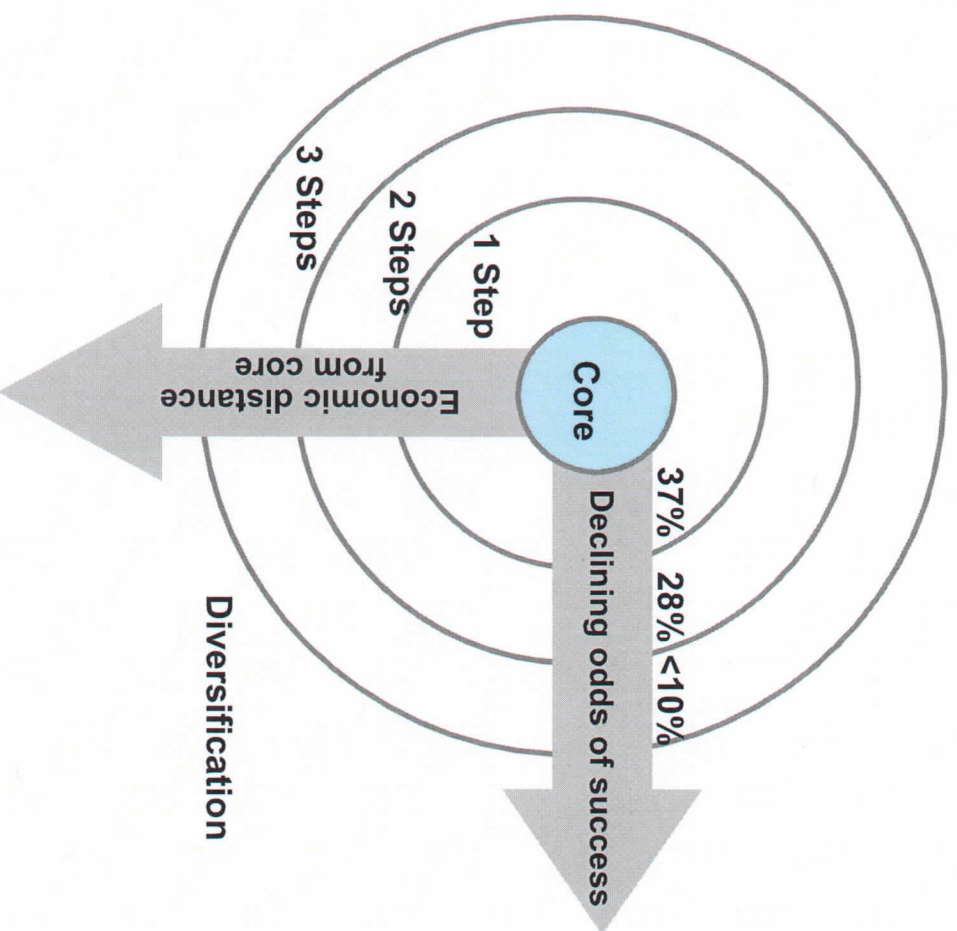 Core
1 Step
2 Steps
3 Steps
37% 28% <10%
Declining odds of success
Economic distance
from core
Diversification